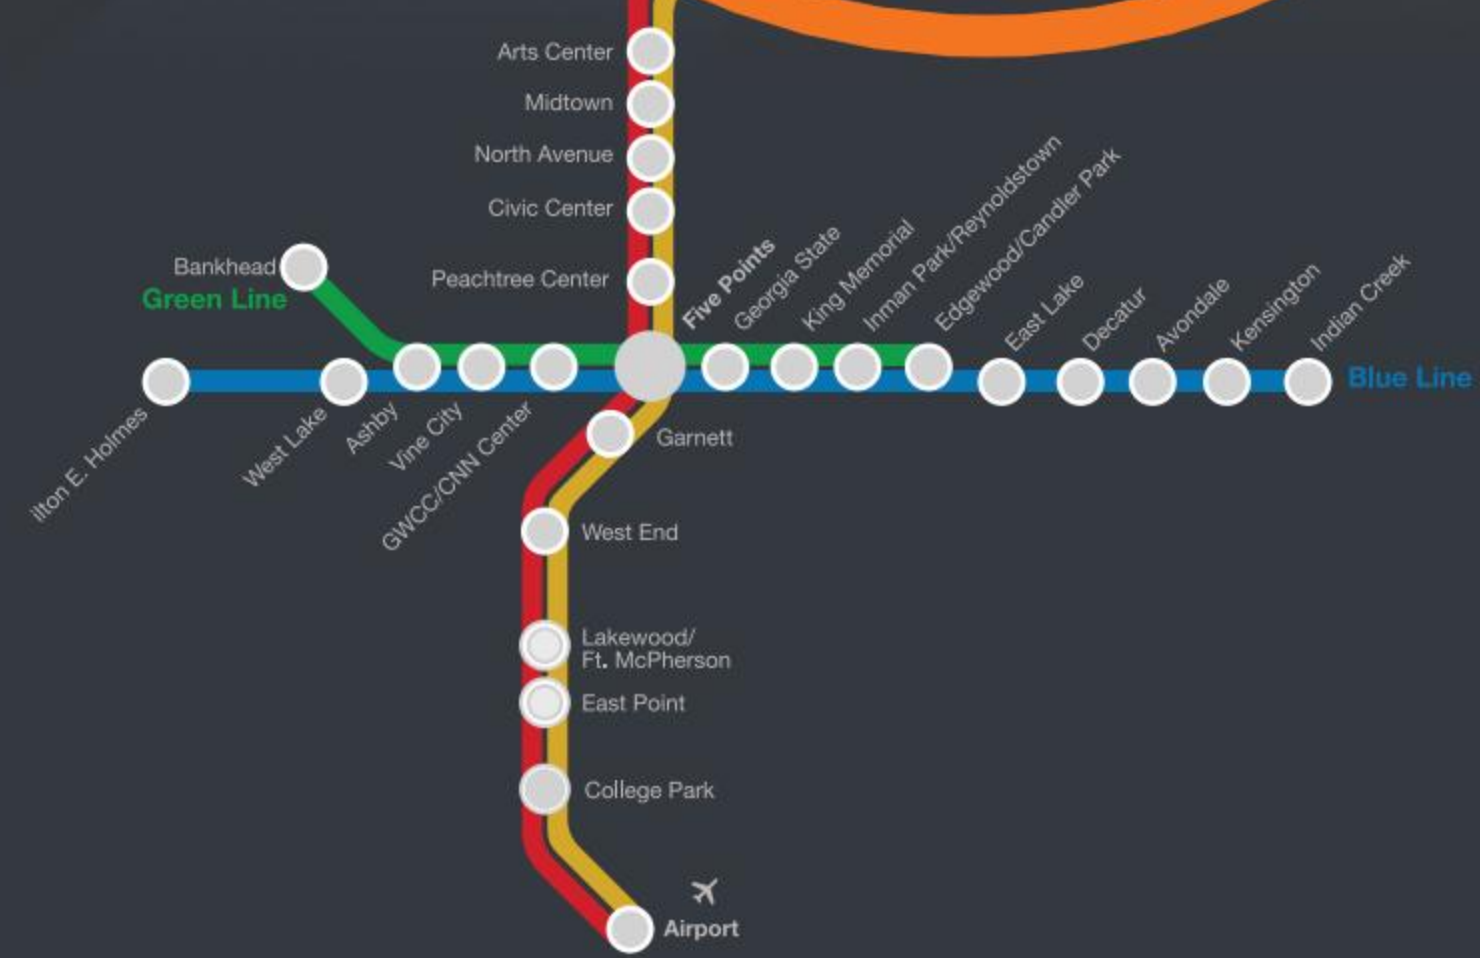 Arts Center
Midtown
North Avenue
Civic Center
Peachtree Center
Bankhead
Green Line
Five Points
Georgia State
King Memorial
Inman Park/Reynoldstown
Edgewood/Candler Park
East Lake
Decatur
Avondale
Kensington
Indian Creek
Blue Line
ilton E. Holmes
West Lake
Ashby
Vine City
GWCC/CNN Center
Garnett
West End
Lakewood/
Ft. McPherson
East Point
College Park
Airport